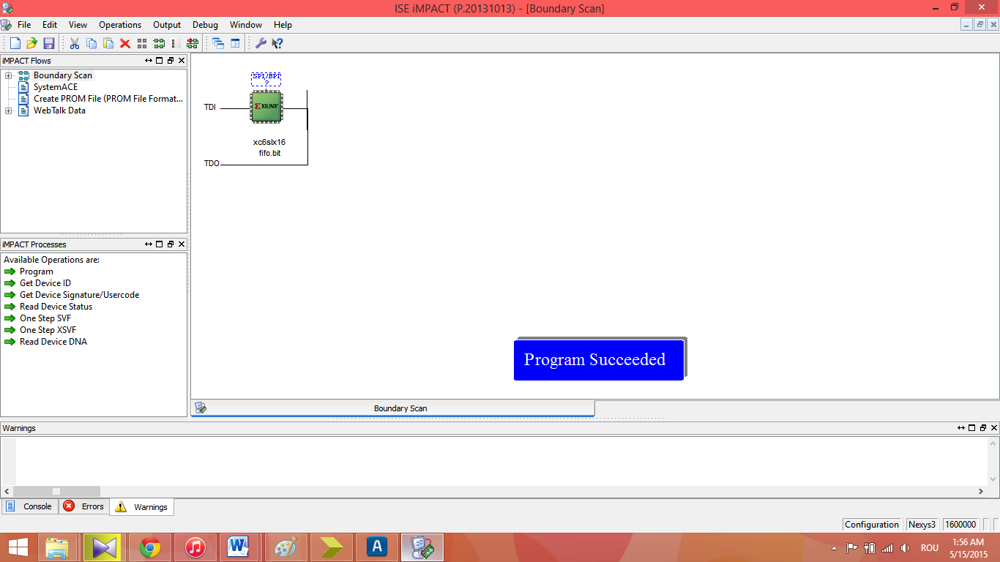 ISE iMPACT (P.20131013) - [Boundary Scan]
File Edit View Operations Output Debug Window Help
iMPACT Flows
Boundary Scan
SystemACE
Create PROM File (PROM File Format...
WebTalk Data
SPI/BPI
?
TDI
XILINX
xc6slx16
fifo.bit
TDO
iMPACT Processes
Available Operations are:
Program
Get Device ID
Get Device Signature/Usercode
Read Device Status
One Step SVF
One Step XSVF
Read Device DNA
Program Succeeded
Boundary Scan
Warnings
Console Errors Warnings
Configuration Nexys3 1600000
W A ROU 1:56 AM
5/15/2015